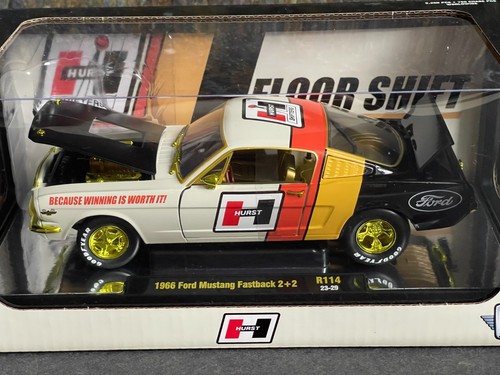 HURST
FLOOR SHIFT
HURST
BECAUSE WINNING IS WORTH IT!
HURST
Ford
GOODYEAR
GOODYEAR
1966 Ford Mustang Fastback 2+2
R114
23-29
HURST